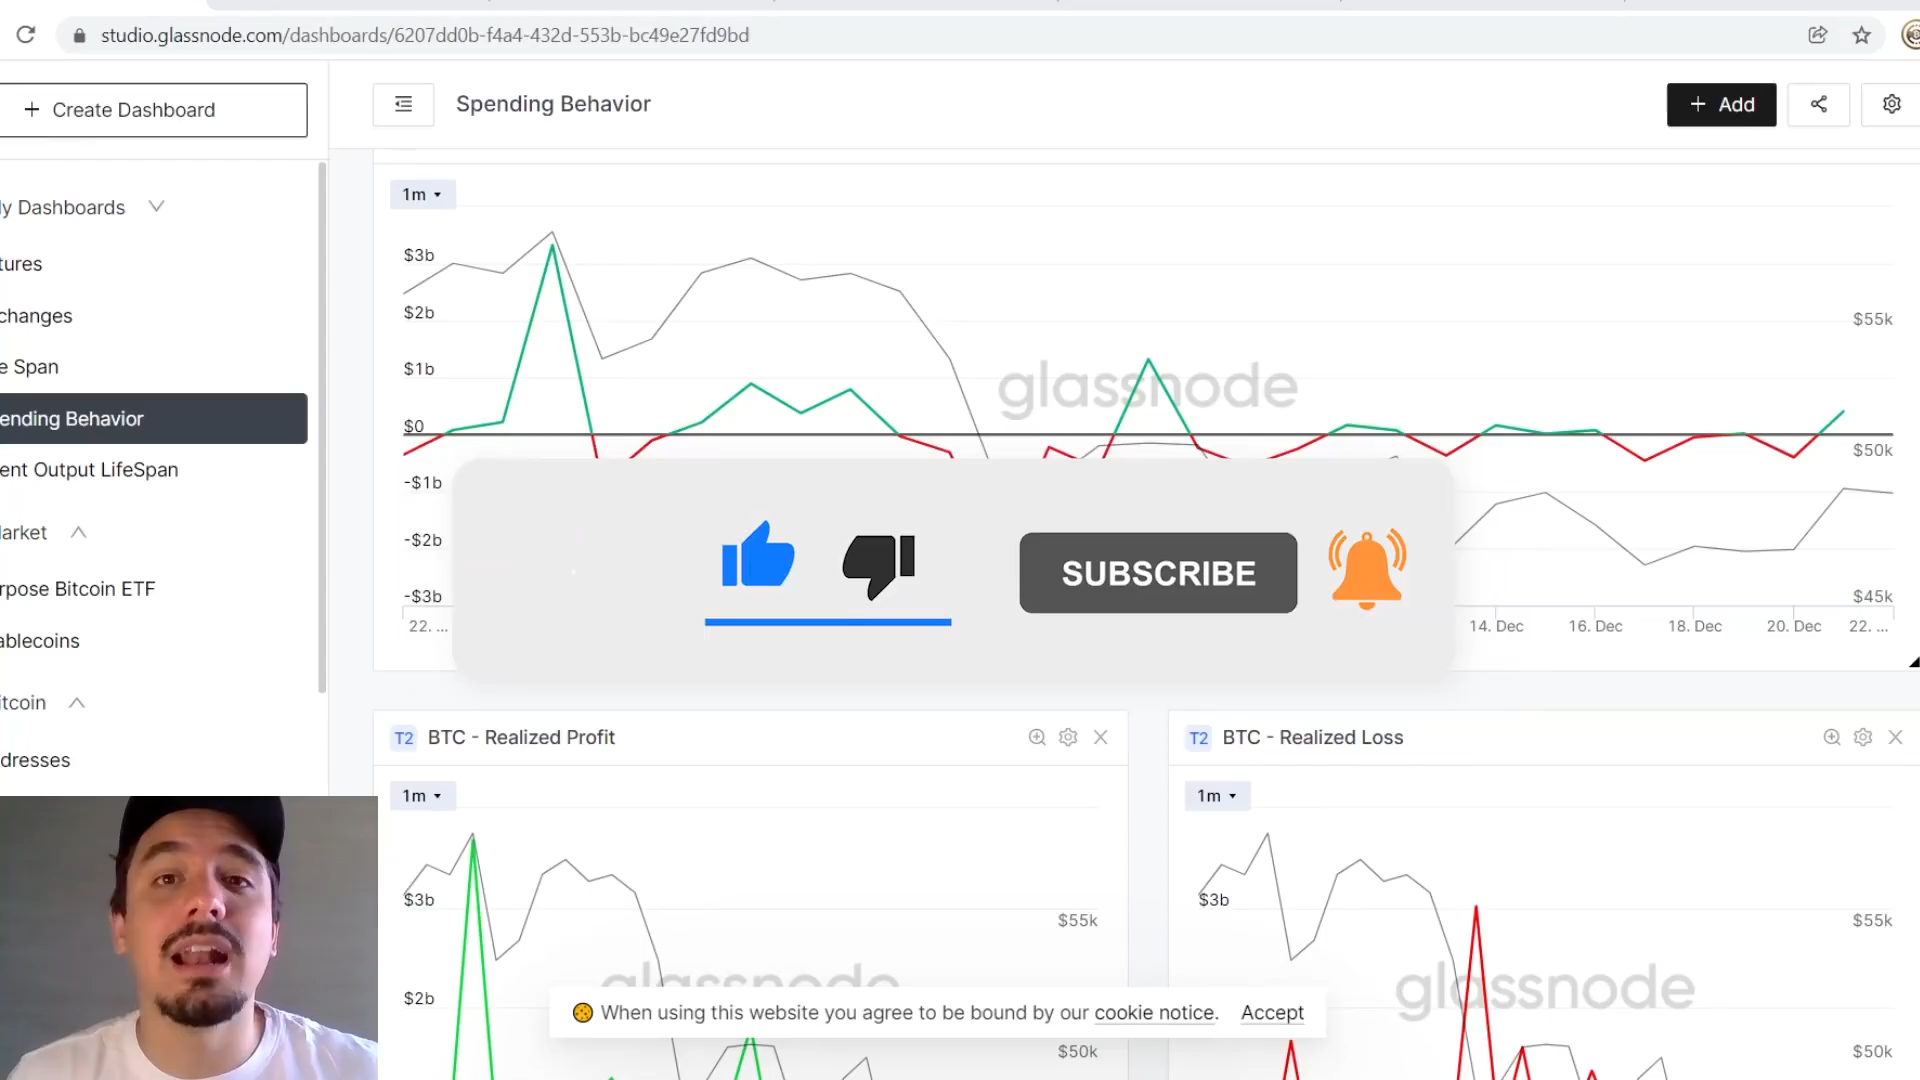 studio.glassnode.com/dashboards/6207dd0b-f4a4-432d-553b-bc49e27fd9bd
+ Create Dashboard
Spending Behavior
+ Add
y Dashboards
tures
changes
e Span
ending Behavior
ent Output LifeSpan
arket
rpose Bitcoin ETF
ablecoins
itcoin
dresses
1m
$3b
$2b
$1b
$0
-$1b
-$2b
-$3b
$55k
$50k
$45k
glassnode
22. ...
14. Dec
16. Dec
18. Dec
20. Dec
22. ...
SUBSCRIBE
T2 BTC - Realized Profit
1m
$3b
$2b
$55k
$50k
glassnode
T2 BTC - Realized Loss
1m
$3b
$55k
$50k
glassnode
When using this website you agree to be bound by our cookie notice. Accept